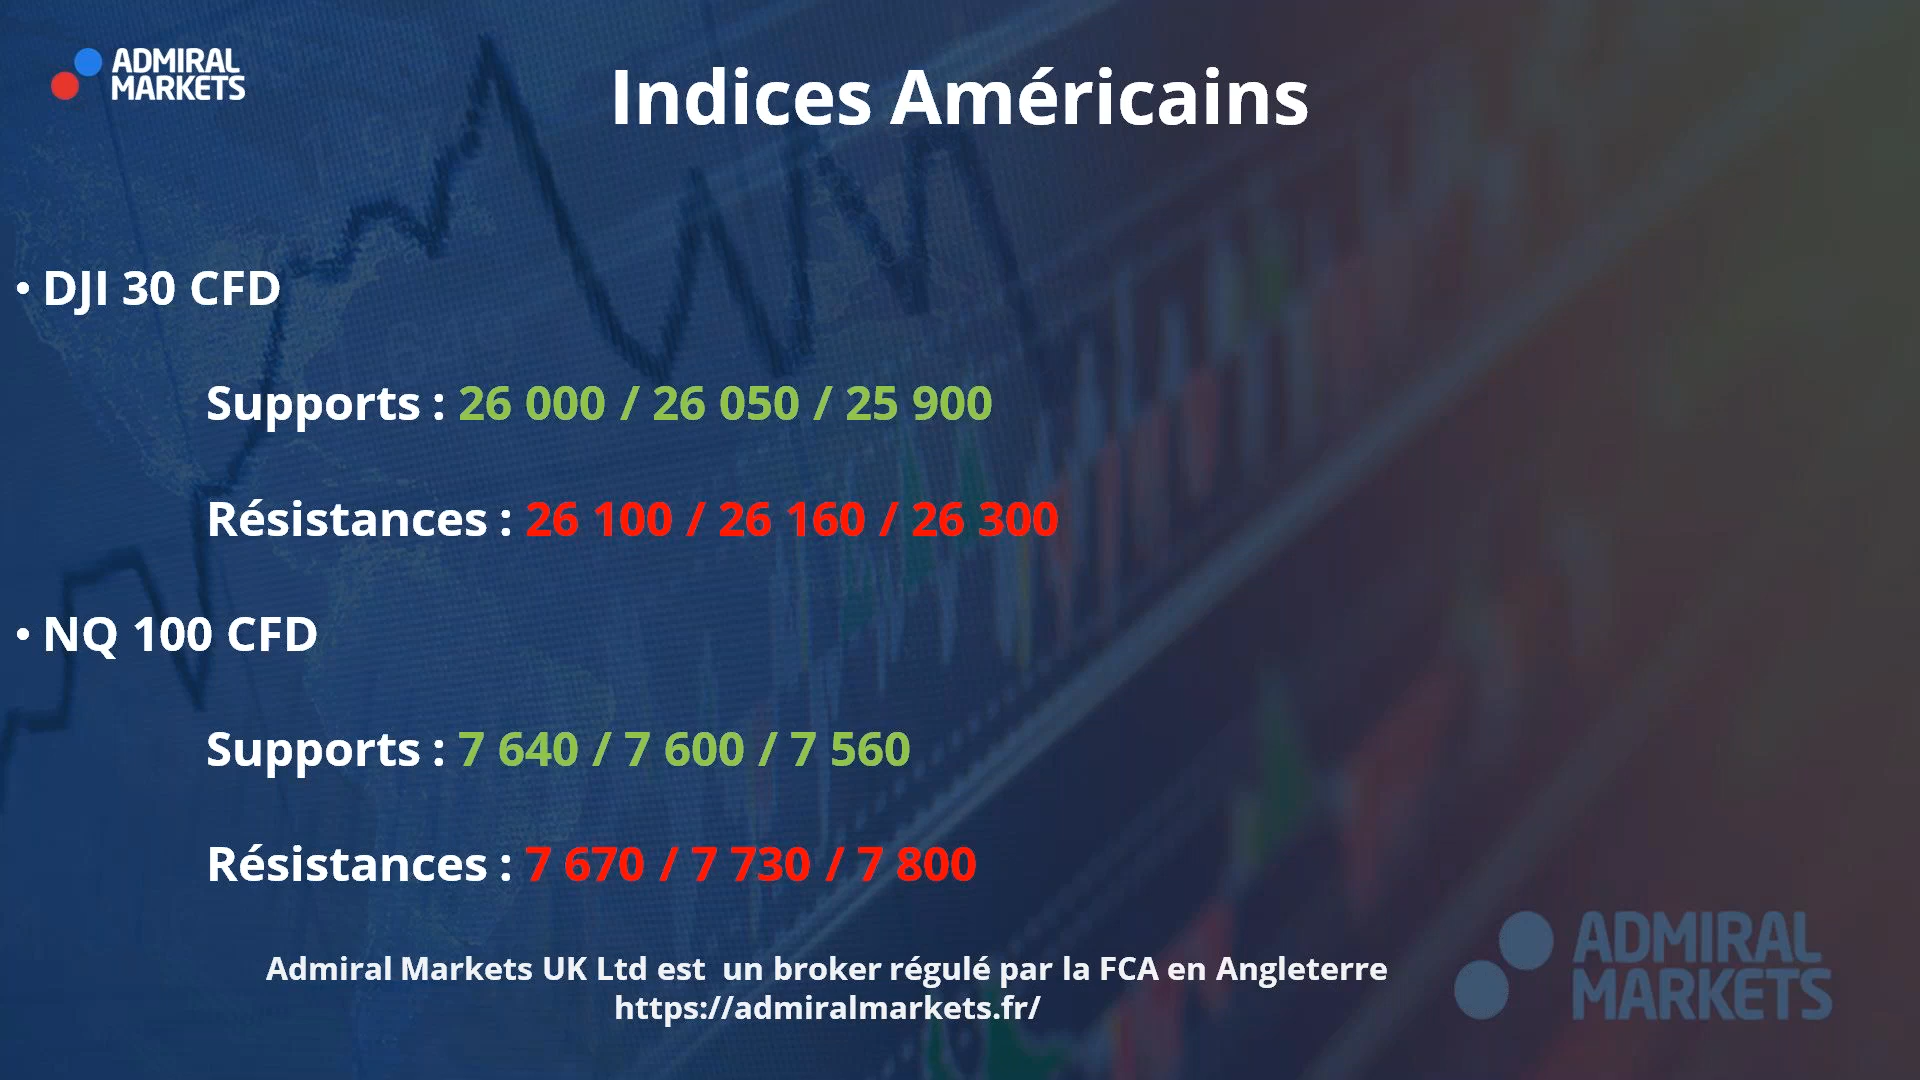 ADMIRAL
MARKETS
Indices Américains
• DJI 30 CFD
Supports : 26 000 / 26 050 / 25 900
Résistances : 26 100 / 26 160 / 26 300
• NQ 100 CFD
Supports : 7 640 / 7 600 / 7 560
Résistances : 7 670 / 7 730 / 7 800
Admiral Markets UK Ltd est  un broker régulé par la FCA en Angleterre
https://admiralmarkets.fr/
ADMIRAL
MARKETS